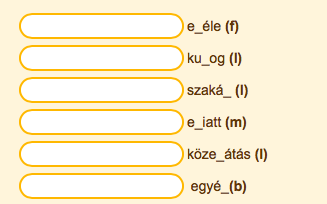 e_éle (f)
ku_og (l)
szaká_ (l)
e_iatt (m)
köze_átás (l)
egyé_(b)